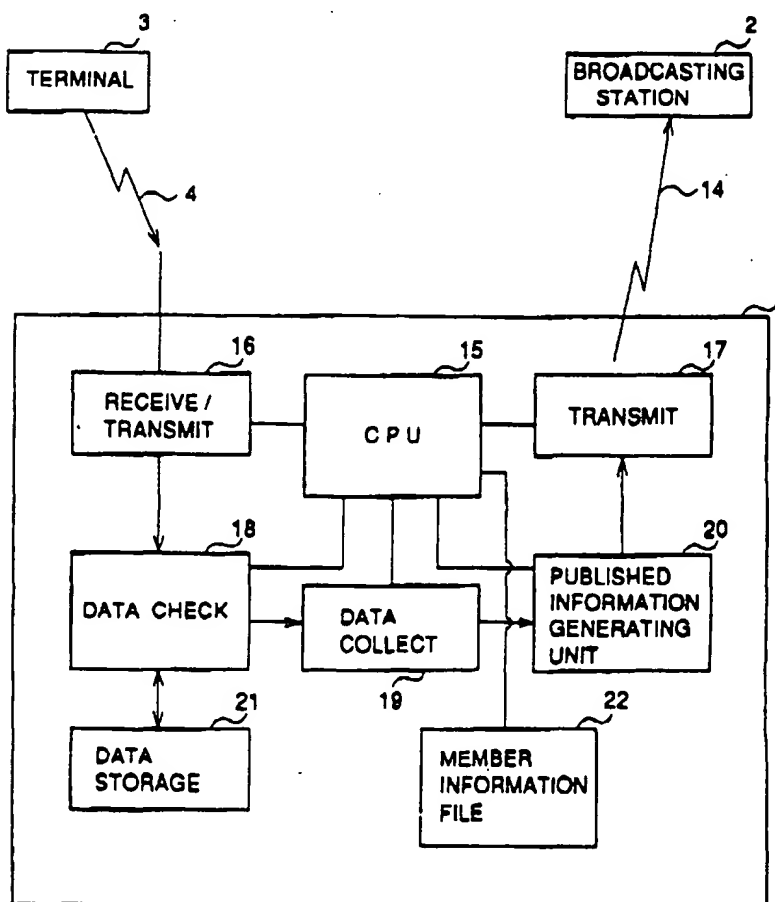 3
TERMINAL
2
BROADCASTING
STATION
4
14
16
RECEIVE /
TRANSMIT
15
CPU
17
TRANSMIT
18
DATA CHECK
DATA
COLLECT
19
20
PUBLISHED
INFORMATION
GENERATING
UNIT
21
DATA
STORAGE
22
MEMBER
INFORMATION
FILE